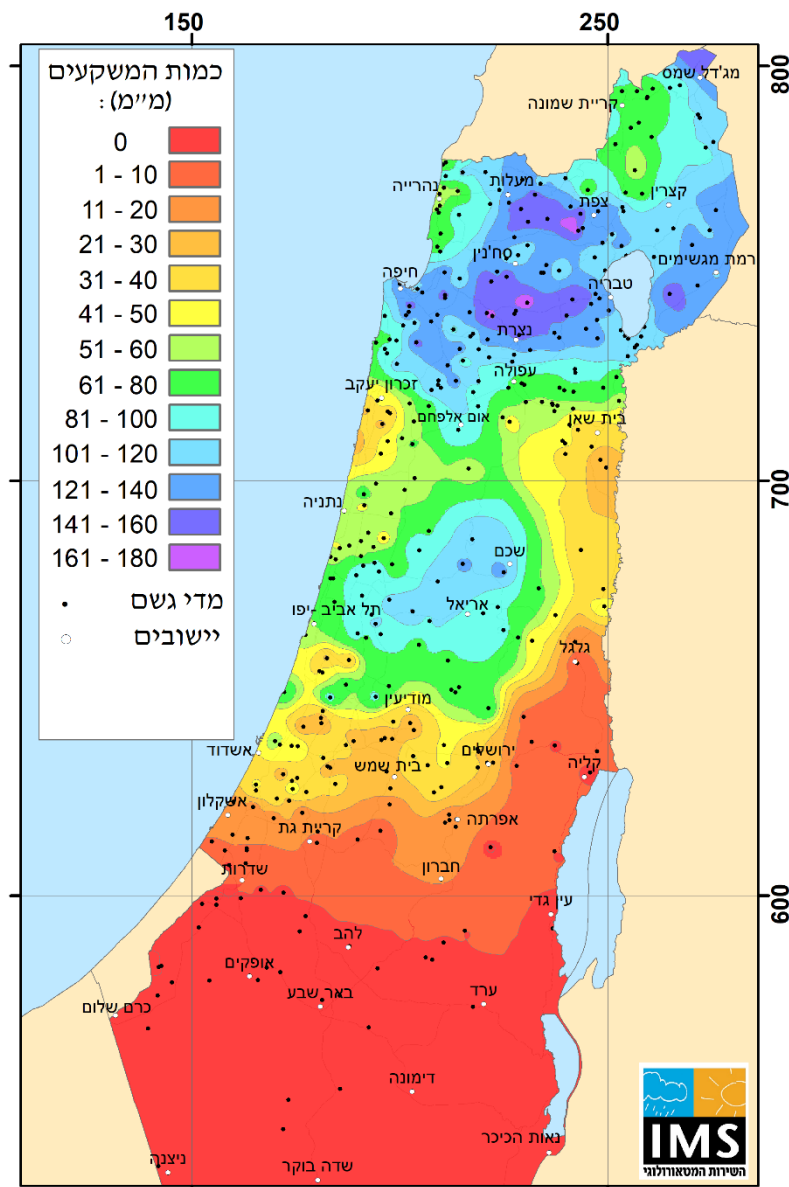 150
250
800
700
600
כמות המשקעים
(מ״מ):
0
1 - 10
11 - 20
21 - 30
31 - 40
41 - 50
51 - 60
61 - 80
81 - 100
101 - 120
121 - 140
141 - 160
161 - 180
מדי גשם
יישובים
מג'דל שמס
קריית שמונה
נהרייה
מעלות
צפת
קצרין
סח'נין
רמת מגשימים
חיפה
טבריה
נצרת
עפולה
זכרון יעקב
אום אלפחם
בית שאן
נתניה
שכם
תל אביב -יפו
אריאל
גלגל
מודיעין
אשדוד
ירושלים
בית שמש
קליה
אשקלון
קריית גת
אפרתה
חברון
שדרות
עין גדי
להב
אופקים
באר שבע
ערד
כרם שלום
דימונה
נאות הכיכר
ניצנה
שדה בוקר
IMS
השירות המטאורולוגי